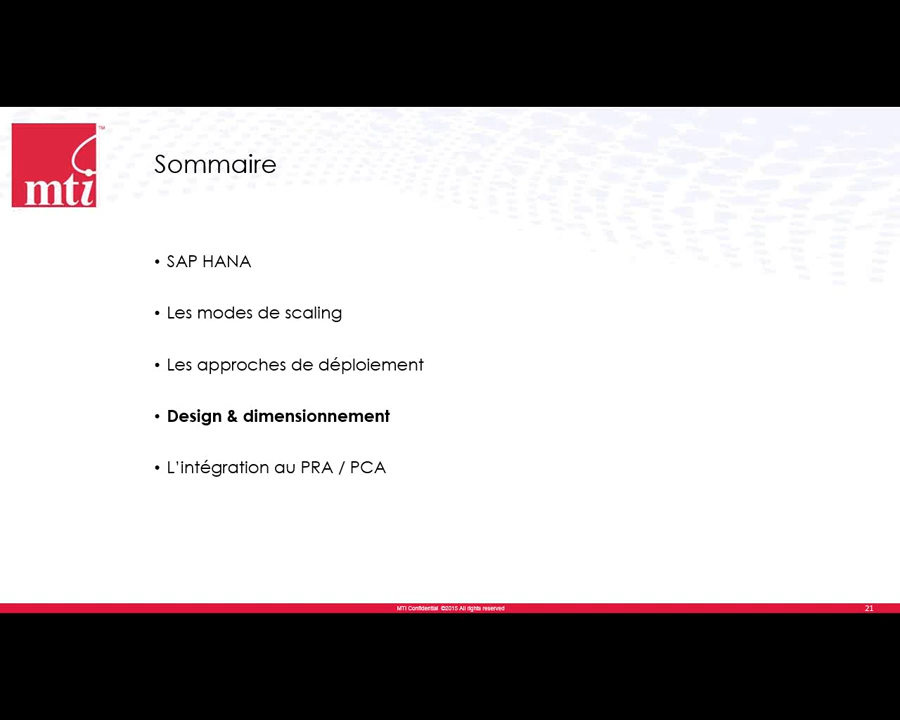 mti
TM
Sommaire
• SAP HANA
• Les modes de scaling
• Les approches de déploiement
• Design & dimensionnement
• L'intégration au PRA / PCA
MTI Confidential ©2015 All rights reserved
21